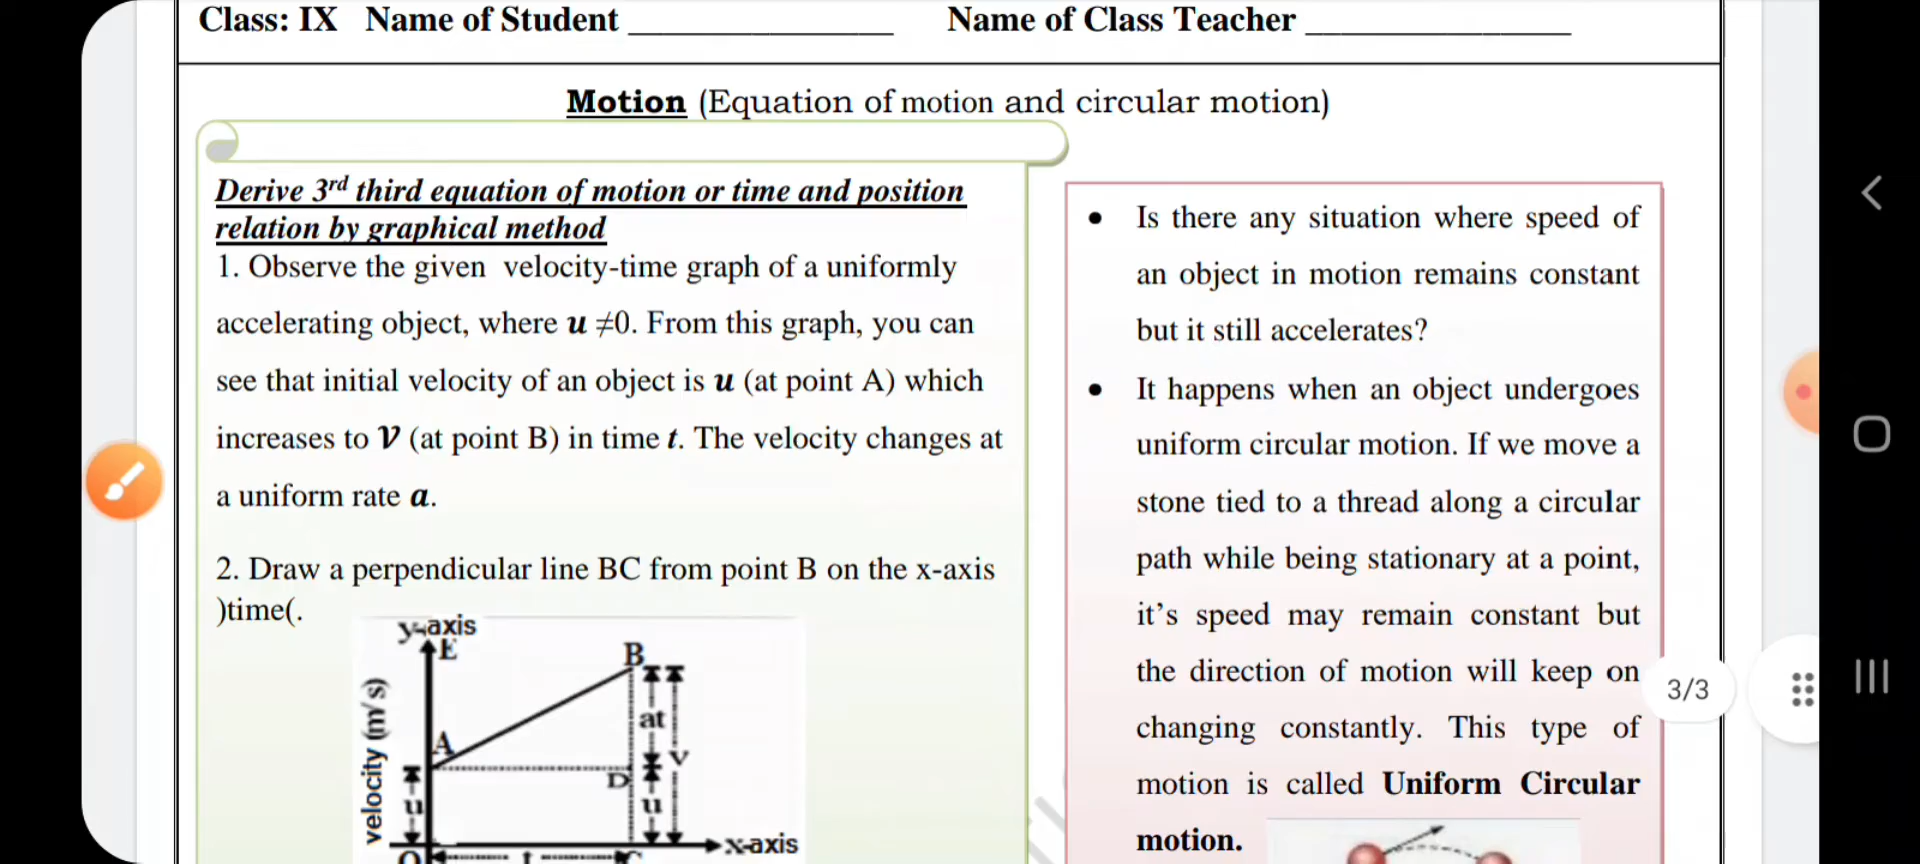 Class: IX Name of Student _______________ Name of Class Teacher _______________
Motion (Equation of motion and circular motion)
Derive 3rd third equation of motion or time and position
relation by graphical method
1. Observe the given velocity-time graph of a uniformly
accelerating object, where u ≠0. From this graph, you can
see that initial velocity of an object is u (at point A) which
increases to V (at point B) in time t. The velocity changes at
a uniform rate a.
2. Draw a perpendicular line BC from point B on the x-axis
)time(.
y-axis
E
B
at
A
V
D
velocity (m/s)
u
u
x-axis
O
t
C
• Is there any situation where speed of
an object in motion remains constant
but it still accelerates?
• It happens when an object undergoes
uniform circular motion. If we move a
stone tied to a thread along a circular
path while being stationary at a point,
it’s speed may remain constant but
the direction of motion will keep on
changing constantly. This type of
motion is called Uniform Circular
motion.
3/3